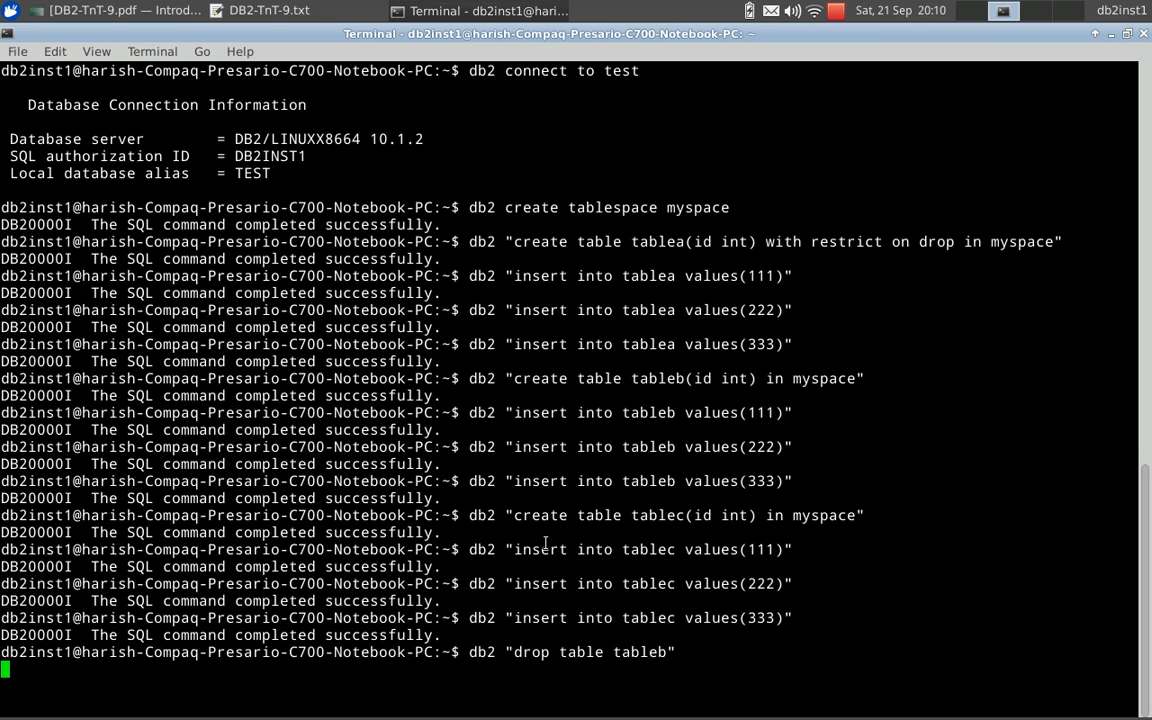 [DB2-TnT-9.pdf — Introd...
DB2-TnT-9.txt
Terminal - db2inst1@hari...
Sat, 21 Sep 20:10
db2inst1
Terminal - db2inst1@harish-Compaq-Presario-C700-Notebook-PC: ~
File Edit View Terminal Go Help
db2inst1@harish-Compaq-Presario-C700-Notebook-PC:~$ db2 connect to test
Database Connection Information
Database server = DB2/LINUXX8664 10.1.2
SQL authorization ID = DB2INST1
Local database alias = TEST
db2inst1@harish-Compaq-Presario-C700-Notebook-PC:~$ db2 create tablespace myspace
DB20000I The SQL command completed successfully.
db2inst1@harish-Compaq-Presario-C700-Notebook-PC:~$ db2 "create table tablea(id int) with restrict on drop in myspace"
DB20000I The SQL command completed successfully.
db2inst1@harish-Compaq-Presario-C700-Notebook-PC:~$ db2 "insert into tablea values(111)"
DB20000I The SQL command completed successfully.
db2inst1@harish-Compaq-Presario-C700-Notebook-PC:~$ db2 "insert into tablea values(222)"
DB20000I The SQL command completed successfully.
db2inst1@harish-Compaq-Presario-C700-Notebook-PC:~$ db2 "insert into tablea values(333)"
DB20000I The SQL command completed successfully.
db2inst1@harish-Compaq-Presario-C700-Notebook-PC:~$ db2 "create table tableb(id int) in myspace"
DB20000I The SQL command completed successfully.
db2inst1@harish-Compaq-Presario-C700-Notebook-PC:~$ db2 "insert into tableb values(111)"
DB20000I The SQL command completed successfully.
db2inst1@harish-Compaq-Presario-C700-Notebook-PC:~$ db2 "insert into tableb values(222)"
DB20000I The SQL command completed successfully.
db2inst1@harish-Compaq-Presario-C700-Notebook-PC:~$ db2 "insert into tableb values(333)"
DB20000I The SQL command completed successfully.
db2inst1@harish-Compaq-Presario-C700-Notebook-PC:~$ db2 "create table tablec(id int) in myspace"
DB20000I The SQL command completed successfully.
db2inst1@harish-Compaq-Presario-C700-Notebook-PC:~$ db2 "insert into tablec values(111)"
DB20000I The SQL command completed successfully.
db2inst1@harish-Compaq-Presario-C700-Notebook-PC:~$ db2 "insert into tablec values(222)"
DB20000I The SQL command completed successfully.
db2inst1@harish-Compaq-Presario-C700-Notebook-PC:~$ db2 "insert into tablec values(333)"
DB20000I The SQL command completed successfully.
db2inst1@harish-Compaq-Presario-C700-Notebook-PC:~$ db2 "drop table tableb"